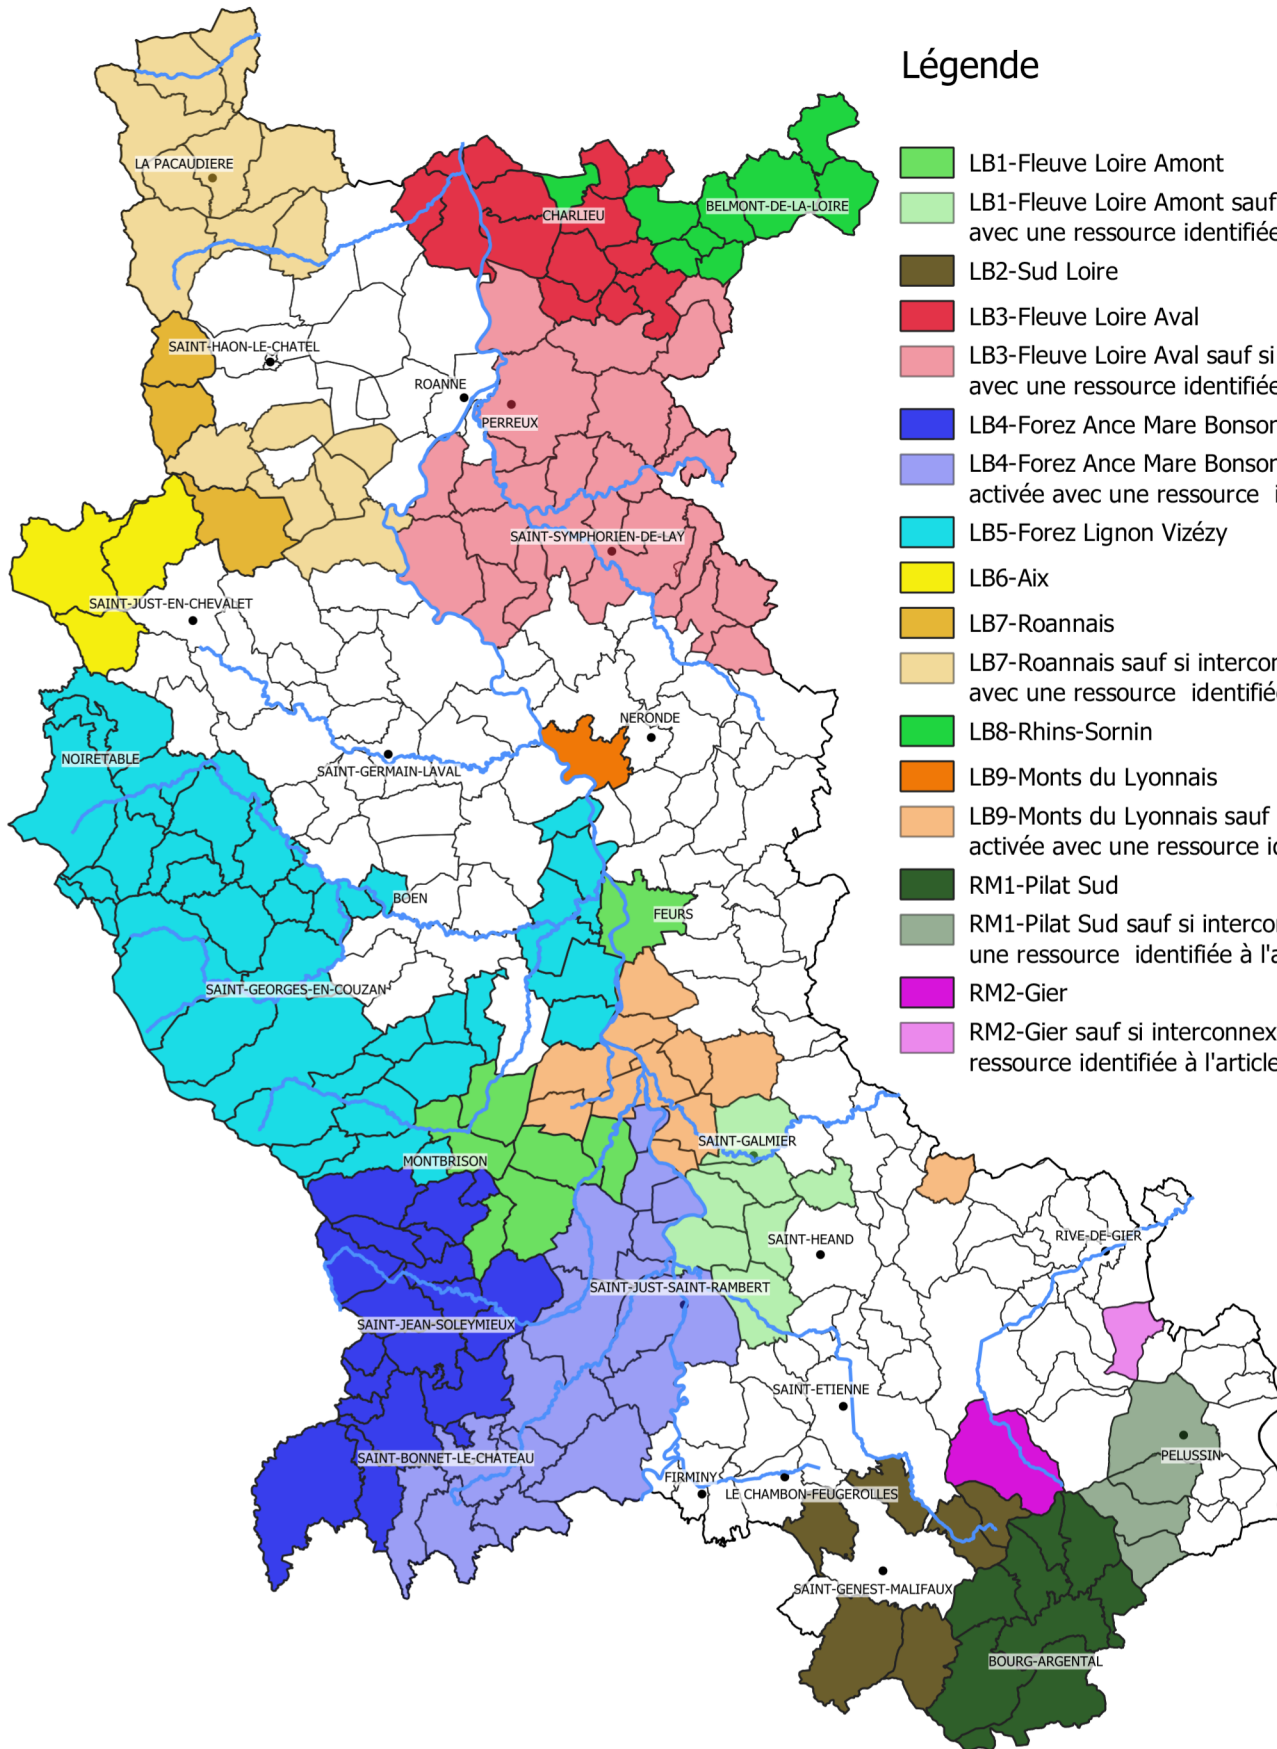 Légende
LB1-Fleuve Loire Amont
LB1-Fleuve Loire Amont sauf
avec une ressource identifiée
LB2-Sud Loire
LB3-Fleuve Loire Aval
LB3-Fleuve Loire Aval sauf si
avec une ressource identifiée
LB4-Forez Ance Mare Bonson
LB4-Forez Ance Mare Bonson
activée avec une ressource
LB5-Forez Lignon Vizézy
LB6-Aix
LB7-Roannais
LB7-Roannais sauf si
avec une ressource identifiée
LB8-Rhins-Sornin
LB9-Monts du Lyonnais
LB9-Monts du Lyonnais sauf
activée avec une ressource
RM1-Pilat Sud
RM1-Pilat Sud sauf si
une ressource identifiée à
RM2-Gier
RM2-Gier sauf si
ressource identifiée à l'article
LA PACAUDIERE
CHARLIEU
BELMONT-DE-LA-LOIRE
SAINT-HAON-LE-CHATEL
ROANNE
PERREUX
SAINT-SYMPHORIEN-DE-LAY
SAINT-JUST-EN-CHEVALET
NERONDE
NOIRETABLE
SAINT-GERMAIN-LAVAL
BOEN
FEURS
SAINT-GEORGES-EN-COUZAN
SAINT-GALMIER
MONTBRISON
RIVE-DE-GIER
SAINT-HEAND
SAINT-JUST-SAINT-RAMBERT
SAINT-JEAN-SOLEYMIEUX
SAINT-ETIENNE
SAINT-BONNET-LE-CHATEAU
PELUSSIN
FIRMINY
LE CHAMBON-FEUGEROLLES
SAINT-GENEST-MALIFAUX
BOURG-ARGENTAL